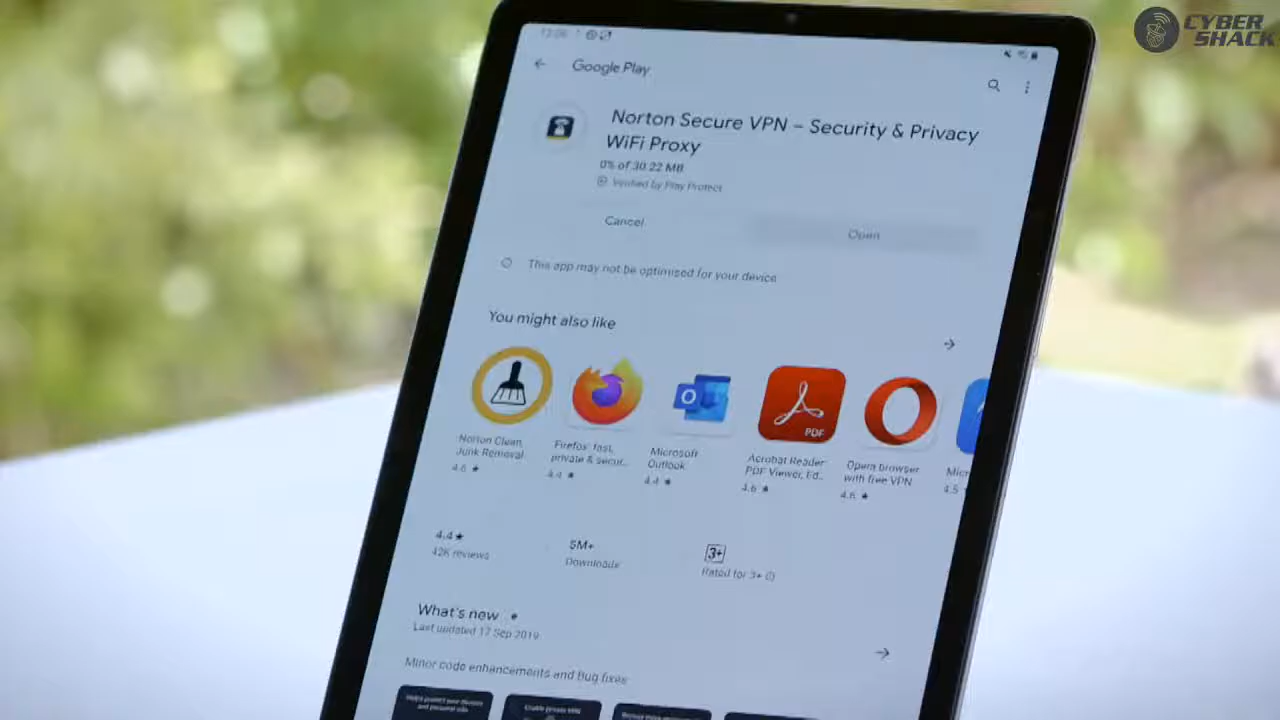 CYBER
SHACK
Google Play
Norton Secure VPN – Security & Privacy
WiFi Proxy
0% of 30.22 MB
Verified by Play Protect
Cancel
Open
This app may not be optimised for your device
You might also like
Norton Clean,
Junk Removal
4.6 ★
Firefox: fast,
private & secur...
4.4 ★
Microsoft
Outlook
4.4 ★
PDF
Acrobat Reader:
PDF Viewer, Ed..
4.6 ★
Opera browser
with free VPN
4.6 ★
Micr
4.5
4.4 ★
42K reviews
5M+
Downloads
3+
Rated for 3+
What's new
Last updated 17 Sep 2019
Minor code enhancements and Bug fixes
Enable private VPN